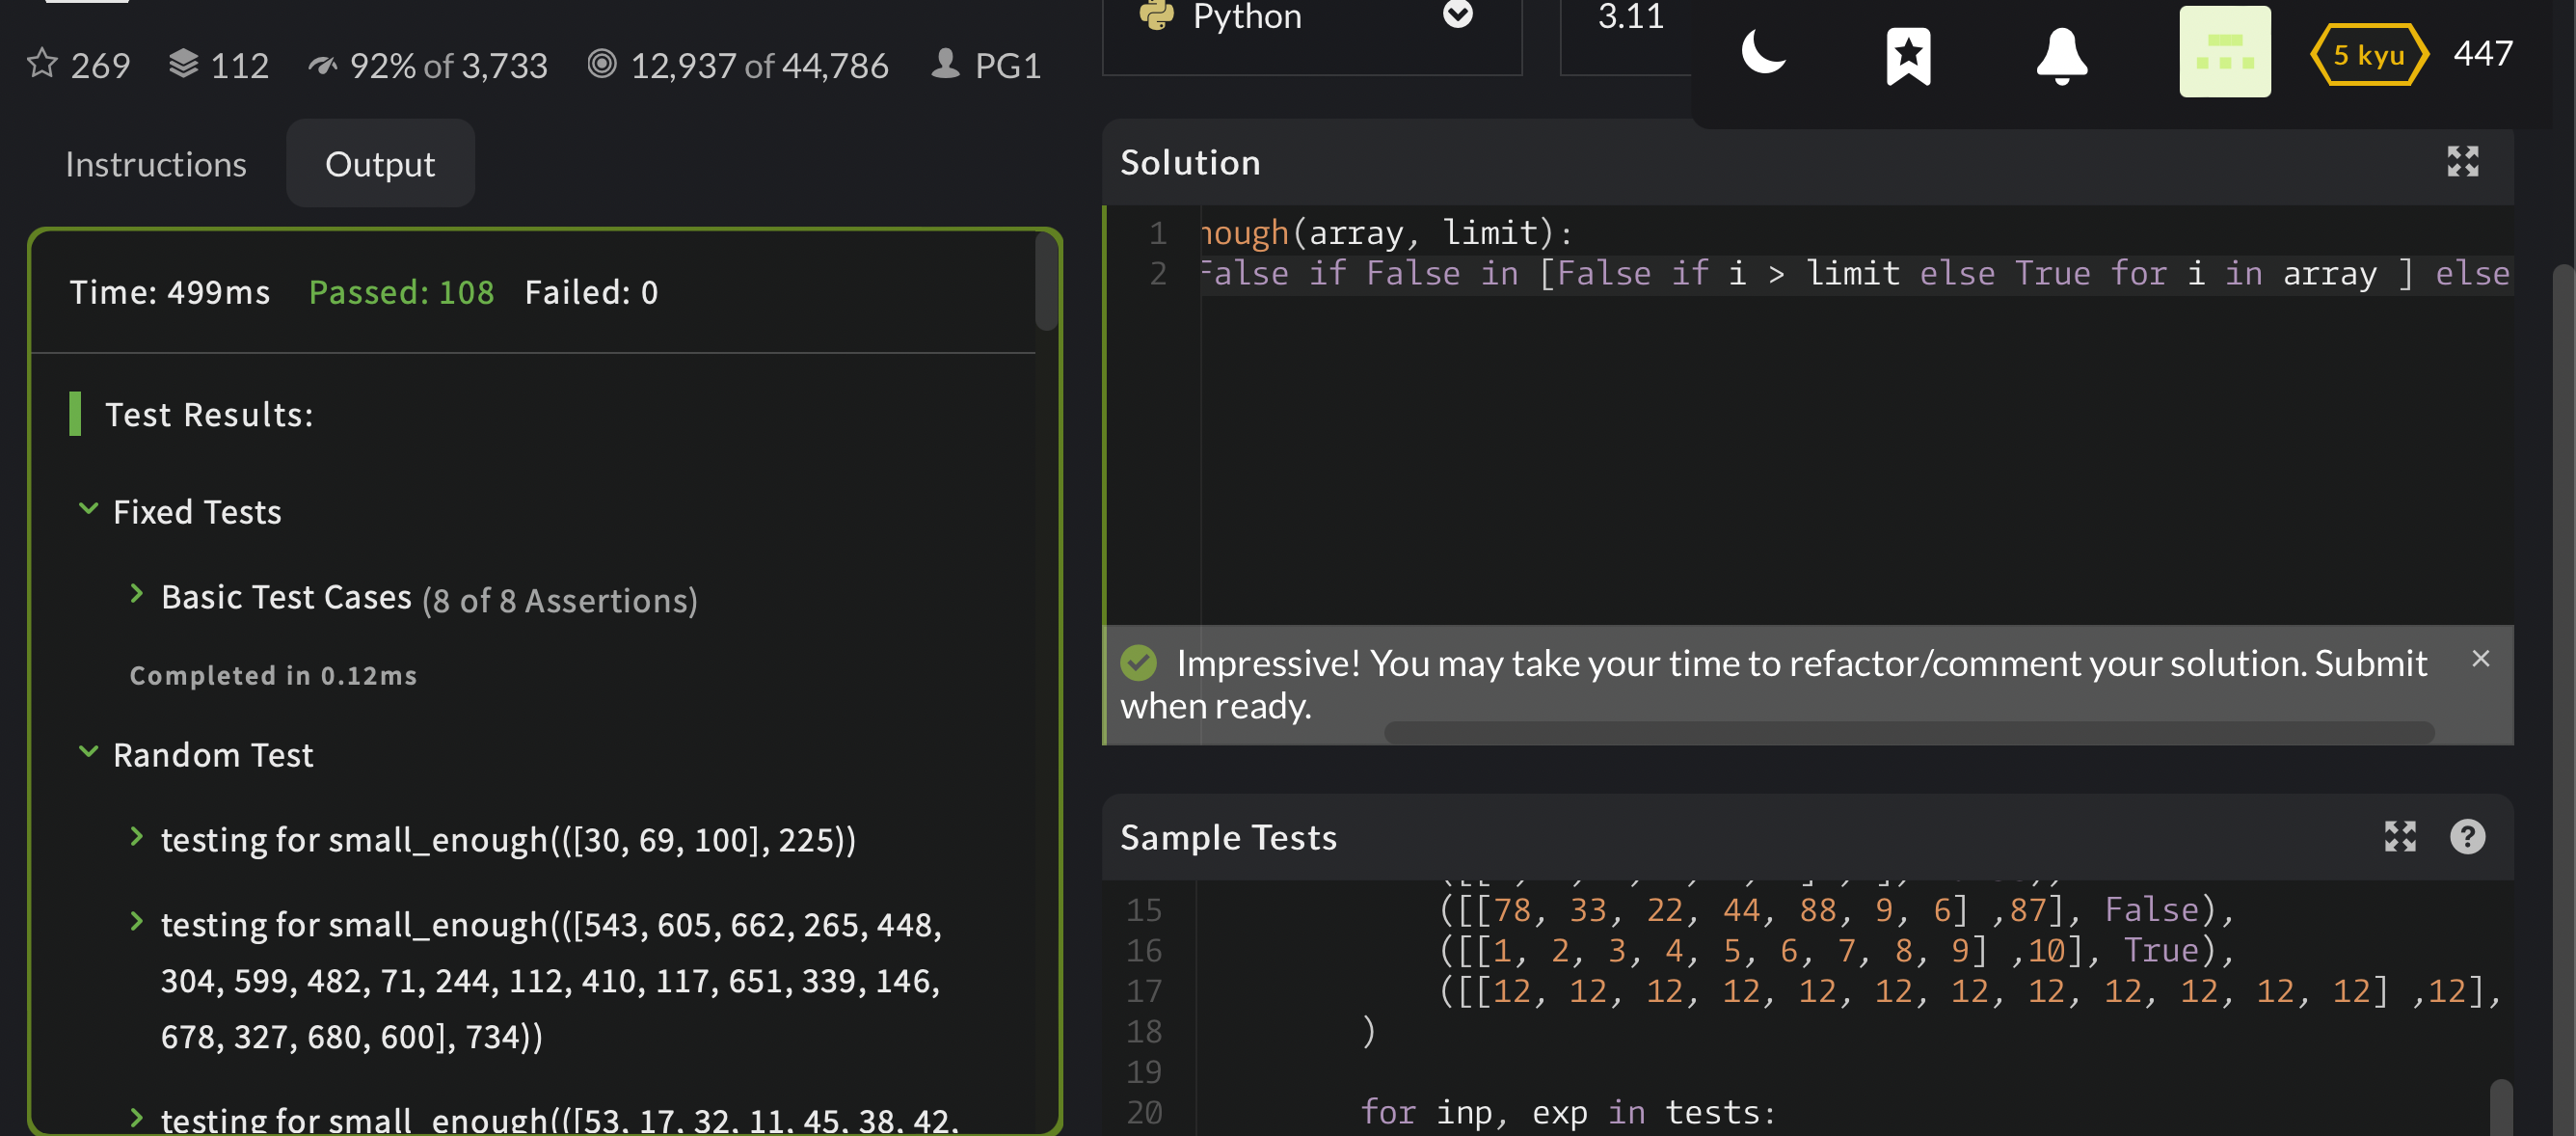 Python
3.11
269 112 92% of 3,733 12,937 of 44,786 PG1
5 kyu 447
Instructions Output
Time: 499ms Passed: 108 Failed: 0
Test Results:
Fixed Tests
Basic Test Cases (8 of 8 Assertions)
Completed in 0.12ms
Random Test
testing for small_enough(([30, 69, 100], 225))
testing for small_enough(([543, 605, 662, 265, 448,
304, 599, 482, 71, 244, 112, 410, 117, 651, 339, 146,
678, 327, 680, 600], 734))
testing for small_enough(([53, 17, 32, 11, 45, 38, 42,
Solution
1 nough(array, limit):
2 False if False in [False if i > limit else True for i in array ] else
Impressive! You may take your time to refactor/comment your solution. Submit
when ready.
Sample Tests
15 ([[78, 33, 22, 44, 88, 9, 6] ,87], False),
16 ([[1, 2, 3, 4, 5, 6, 7, 8, 9] ,10], True),
17 ([[12, 12, 12, 12, 12, 12, 12, 12, 12, 12, 12, 12] ,12],
18 )
19
20 for inp, exp in tests: